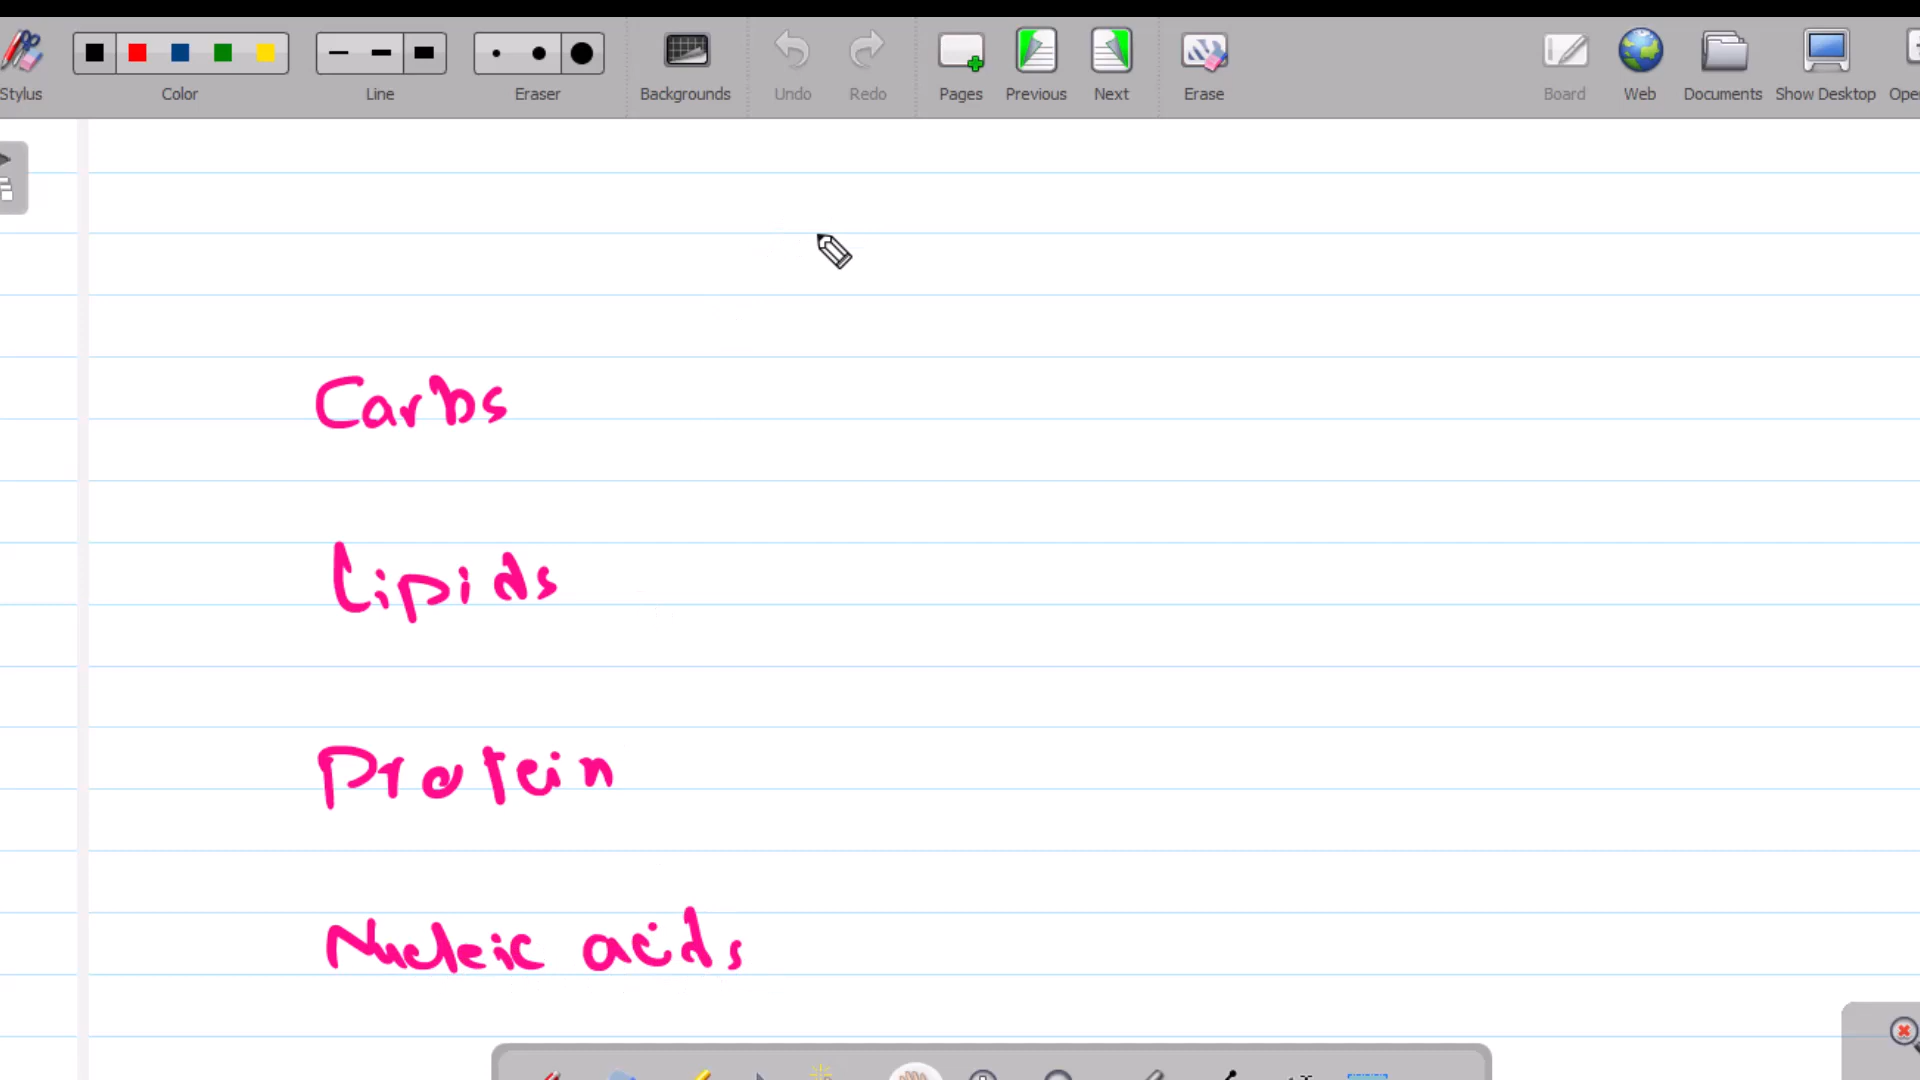 Stylus Color Line Eraser Backgrounds Undo Redo Pages Previous Next Erase Board Web Documents Show Desktop
Carbs
Lipids
Protein
Nucleic acids